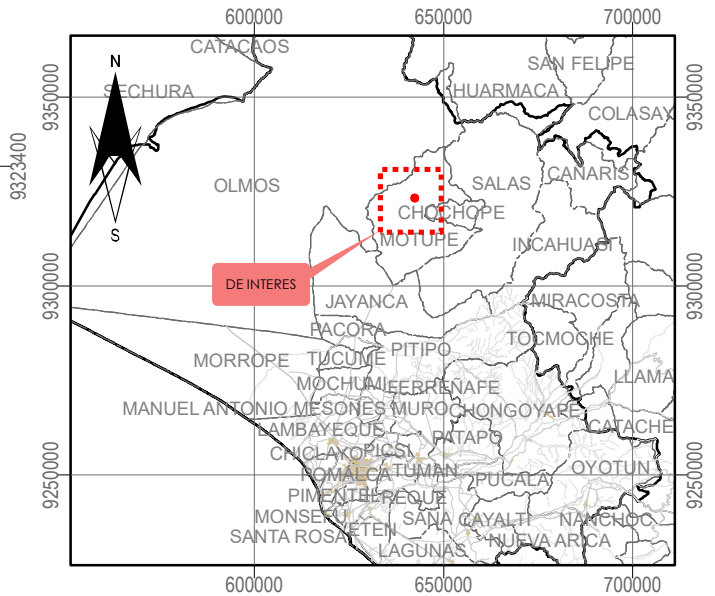 600000
650000
700000
CATACAOS
N
SAN FELIPE
SECHURA
HUARMACA
9350000
9350000
COLASAY
9323400
OLMOS
SALAS
CAÑARIS
CHOCHOPE
MOTUPE
INCAHUASI
S
DE INTERES
9300000
9300000
JAYANCA
MIRACOSTA
PACORA
TOCMOCHE
MORROPE
TUCUME
PITIPO
MOCHUMI
FERREÑAFE
LLAMA
MANUEL ANTONIO MESONES MURO
CHONGOYAPE
LAMBAYEQUE
CATACHE
PATAPO
CHICLAYO
PICSI
POMALCA
TUMAN
OYOTUN
9250000
9250000
PUCALA
PIMENTEL
REQUE
MONSEFU
SAÑA
CAYALTI
NANCHOC
ETEN
SANTA ROSA
NUEVA ARICA
LAGUNAS
600000
650000
700000